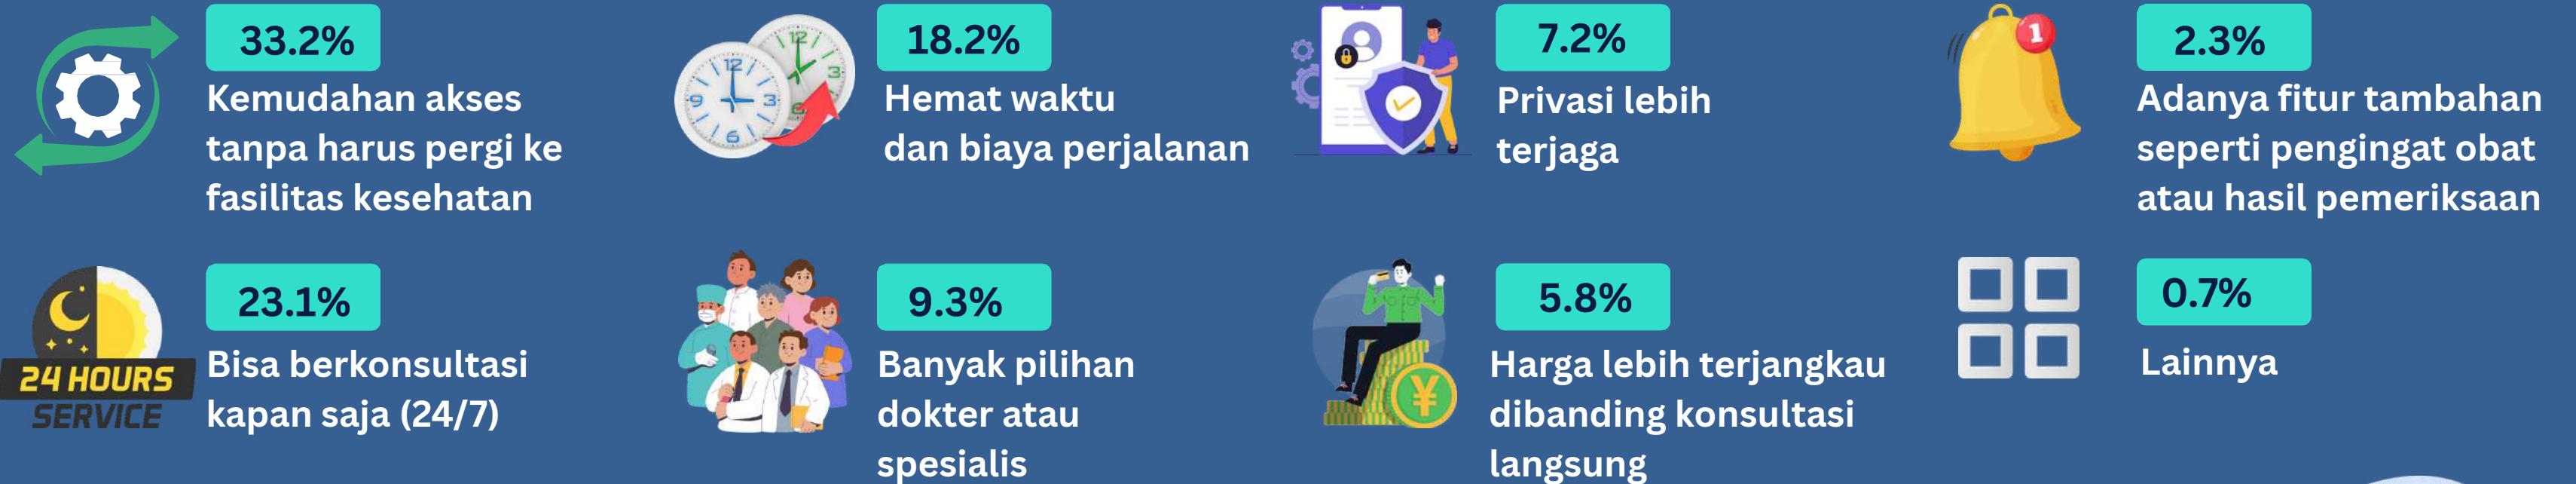 33.2%
Kemudahan akses
tanpa harus pergi ke
fasilitas kesehatan
18.2%
Hemat waktu
dan biaya perjalanan
7.2%
Privasi lebih
terjaga
1
2.3%
Adanya fitur tambahan
seperti pengingat obat
atau hasil pemeriksaan
24 HOURS
SERVICE
23.1%
Bisa berkonsultasi
kapan saja (24/7)
9.3%
Banyak pilihan
dokter atau
spesialis
¥
5.8%
Harga lebih terjangkau
dibanding konsultasi
langsung
0.7%
Lainnya